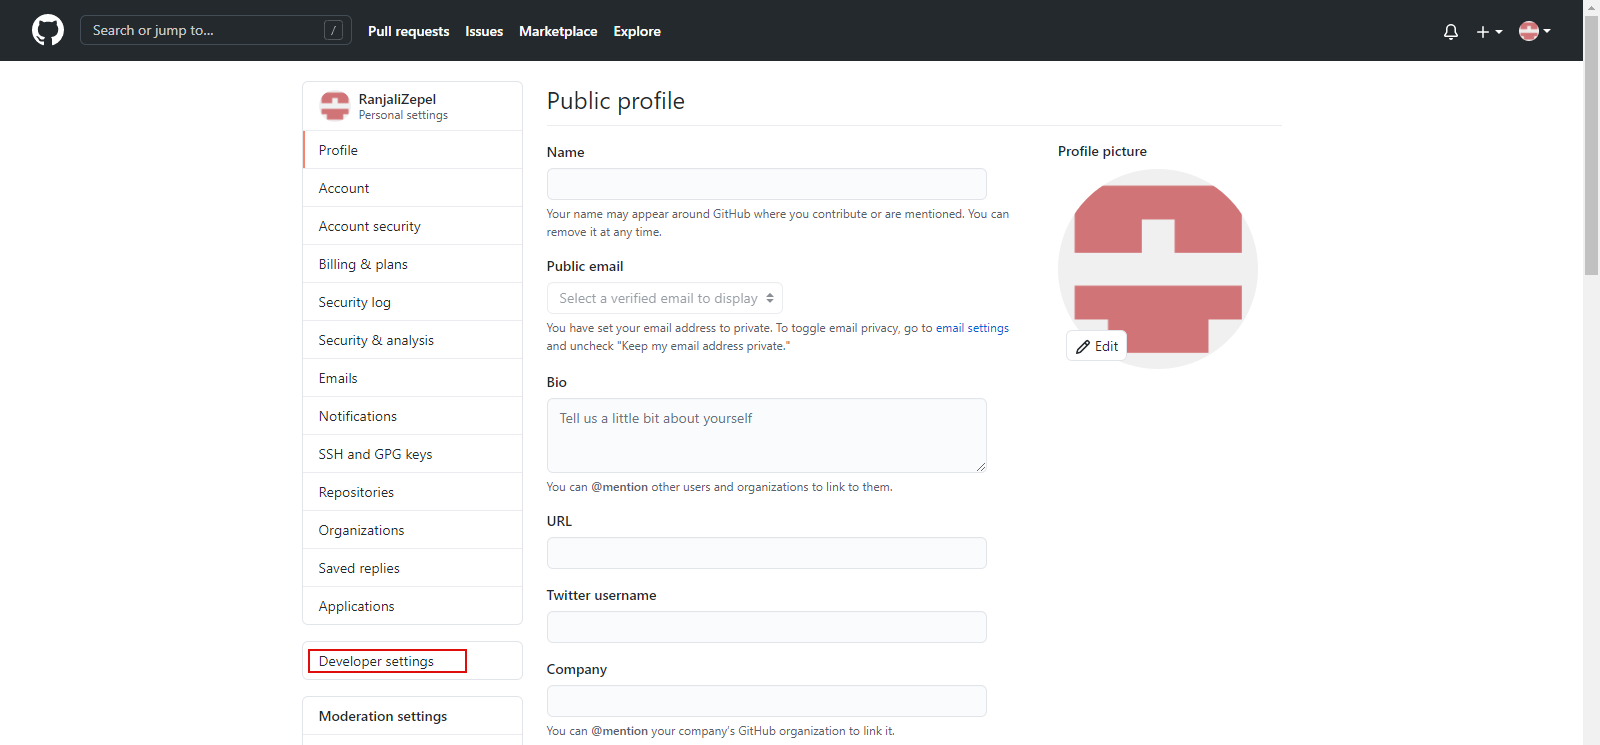 Search or jump to...
/
Pull requests
Issues
Marketplace
Explore
RanjaliZepel
Personal settings
Profile
Account
Account security
Billing & plans
Security log
Security & analysis
Emails
Notifications
SSH and GPG keys
Repositories
Organizations
Saved replies
Applications
Developer settings
Moderation settings
Public profile
Name
Your name may appear around GitHub where you contribute or are mentioned. You can
remove it at any time.
Public email
Select a verified email to display
You have set your email address to private. To toggle email privacy, go to email settings
and uncheck "Keep my email address private."
Bio
Tell us a little bit about yourself
You can @mention other users and organizations to link to them.
URL
Twitter username
Company
You can @mention your company's GitHub organization to link it.
Profile picture
Edit